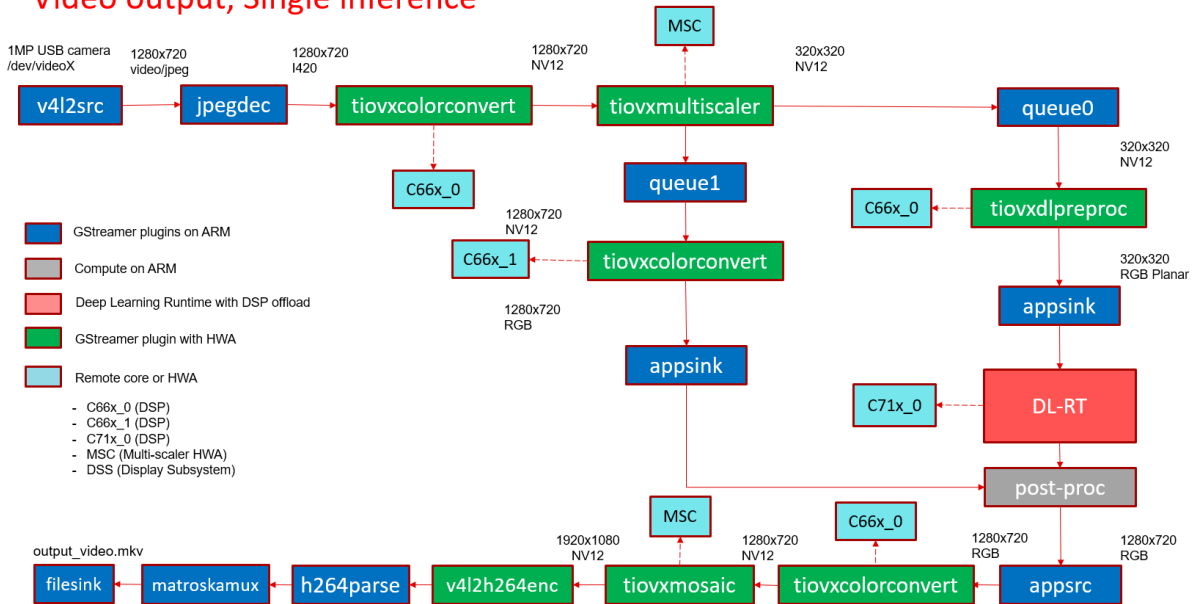 Video output, Single Inference
1MP USB camera
/dev/videoX
1280x720
video/jpeg
1280x720
I420
1280x720
NV12
MSC
320x320
NV12
v4l2src
jpegdec
tiovxcolorconvert
tiovxmultiscaler
queue0
C66x_0
queue1
320x320
NV12
C66x_0
tiovxdlpreproc
1280x720
NV12
C66x_1
tiovxcolorconvert
320x320
RGB Planar
1280x720
RGB
appsink
appsink
GStreamer plugins on ARM
Compute on ARM
Deep Learning Runtime with DSP offload
GStreamer plugin with HWA
Remote core or HWA
- C66x_0 (DSP)
- C66x_1 (DSP)
- C71x_0 (DSP)
- MSC (Multi-scaler HWA)
- DSS (Display Subsystem)
C71x_0
DL-RT
post-proc
output_video.mkv
1920x1080
NV12
MSC
1280x720
NV12
C66x_0
1280x720
RGB
1280x720
RGB
filesink
matroskamux
h264parse
v4l2h264enc
tiovxmosaic
tiovxcolorconvert
appsrc